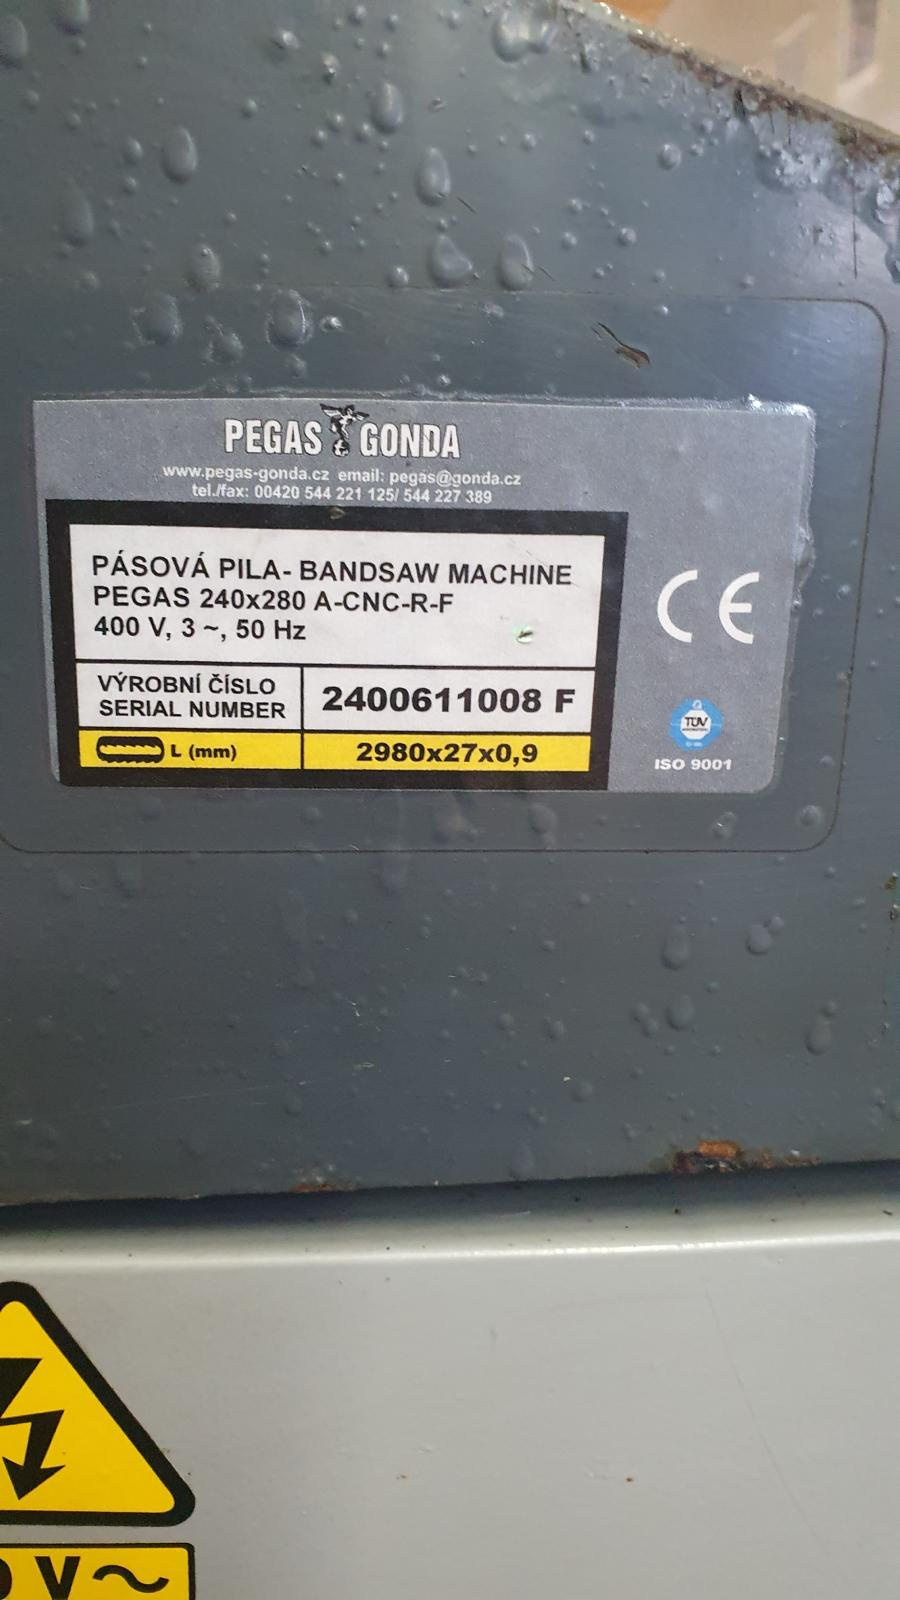 PEGAS GONDA
www.pegas-gonda.cz email: pegas@gonda.cz
tel./fax: 00420 544 221 125/ 544 227 389
PÁSOVÁ PILA- BANDSAW MACHINE
PEGAS 240x280 A-CNC-R-F
400 V, 3 ~, 50 Hz
VÝROBNÍ ČÍSLO
SERIAL NUMBER
2400611008 F
L (mm)
2980x27x0,9
CE
TÜV
ISO 9001
V~